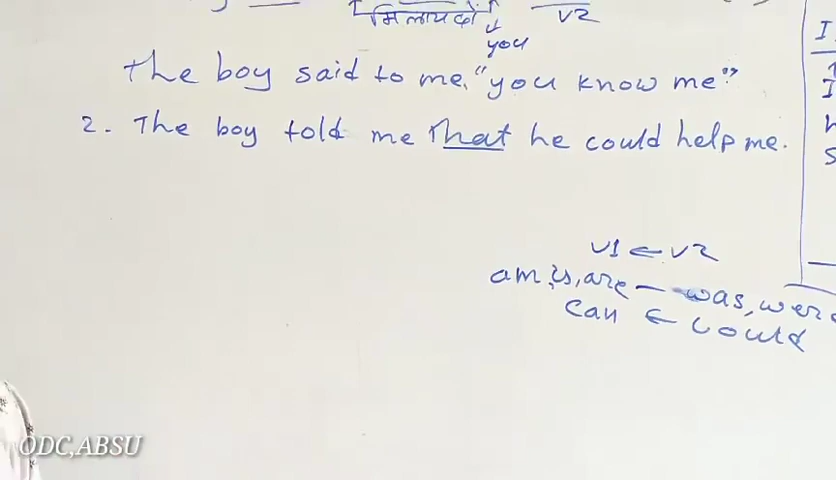 मिलाय दो V2
you
The boy said to me, "you know me"
2. The boy told me That he could help me.
V1 ← V2
am, is, are — was, were
can ← could
ODC,ABSU